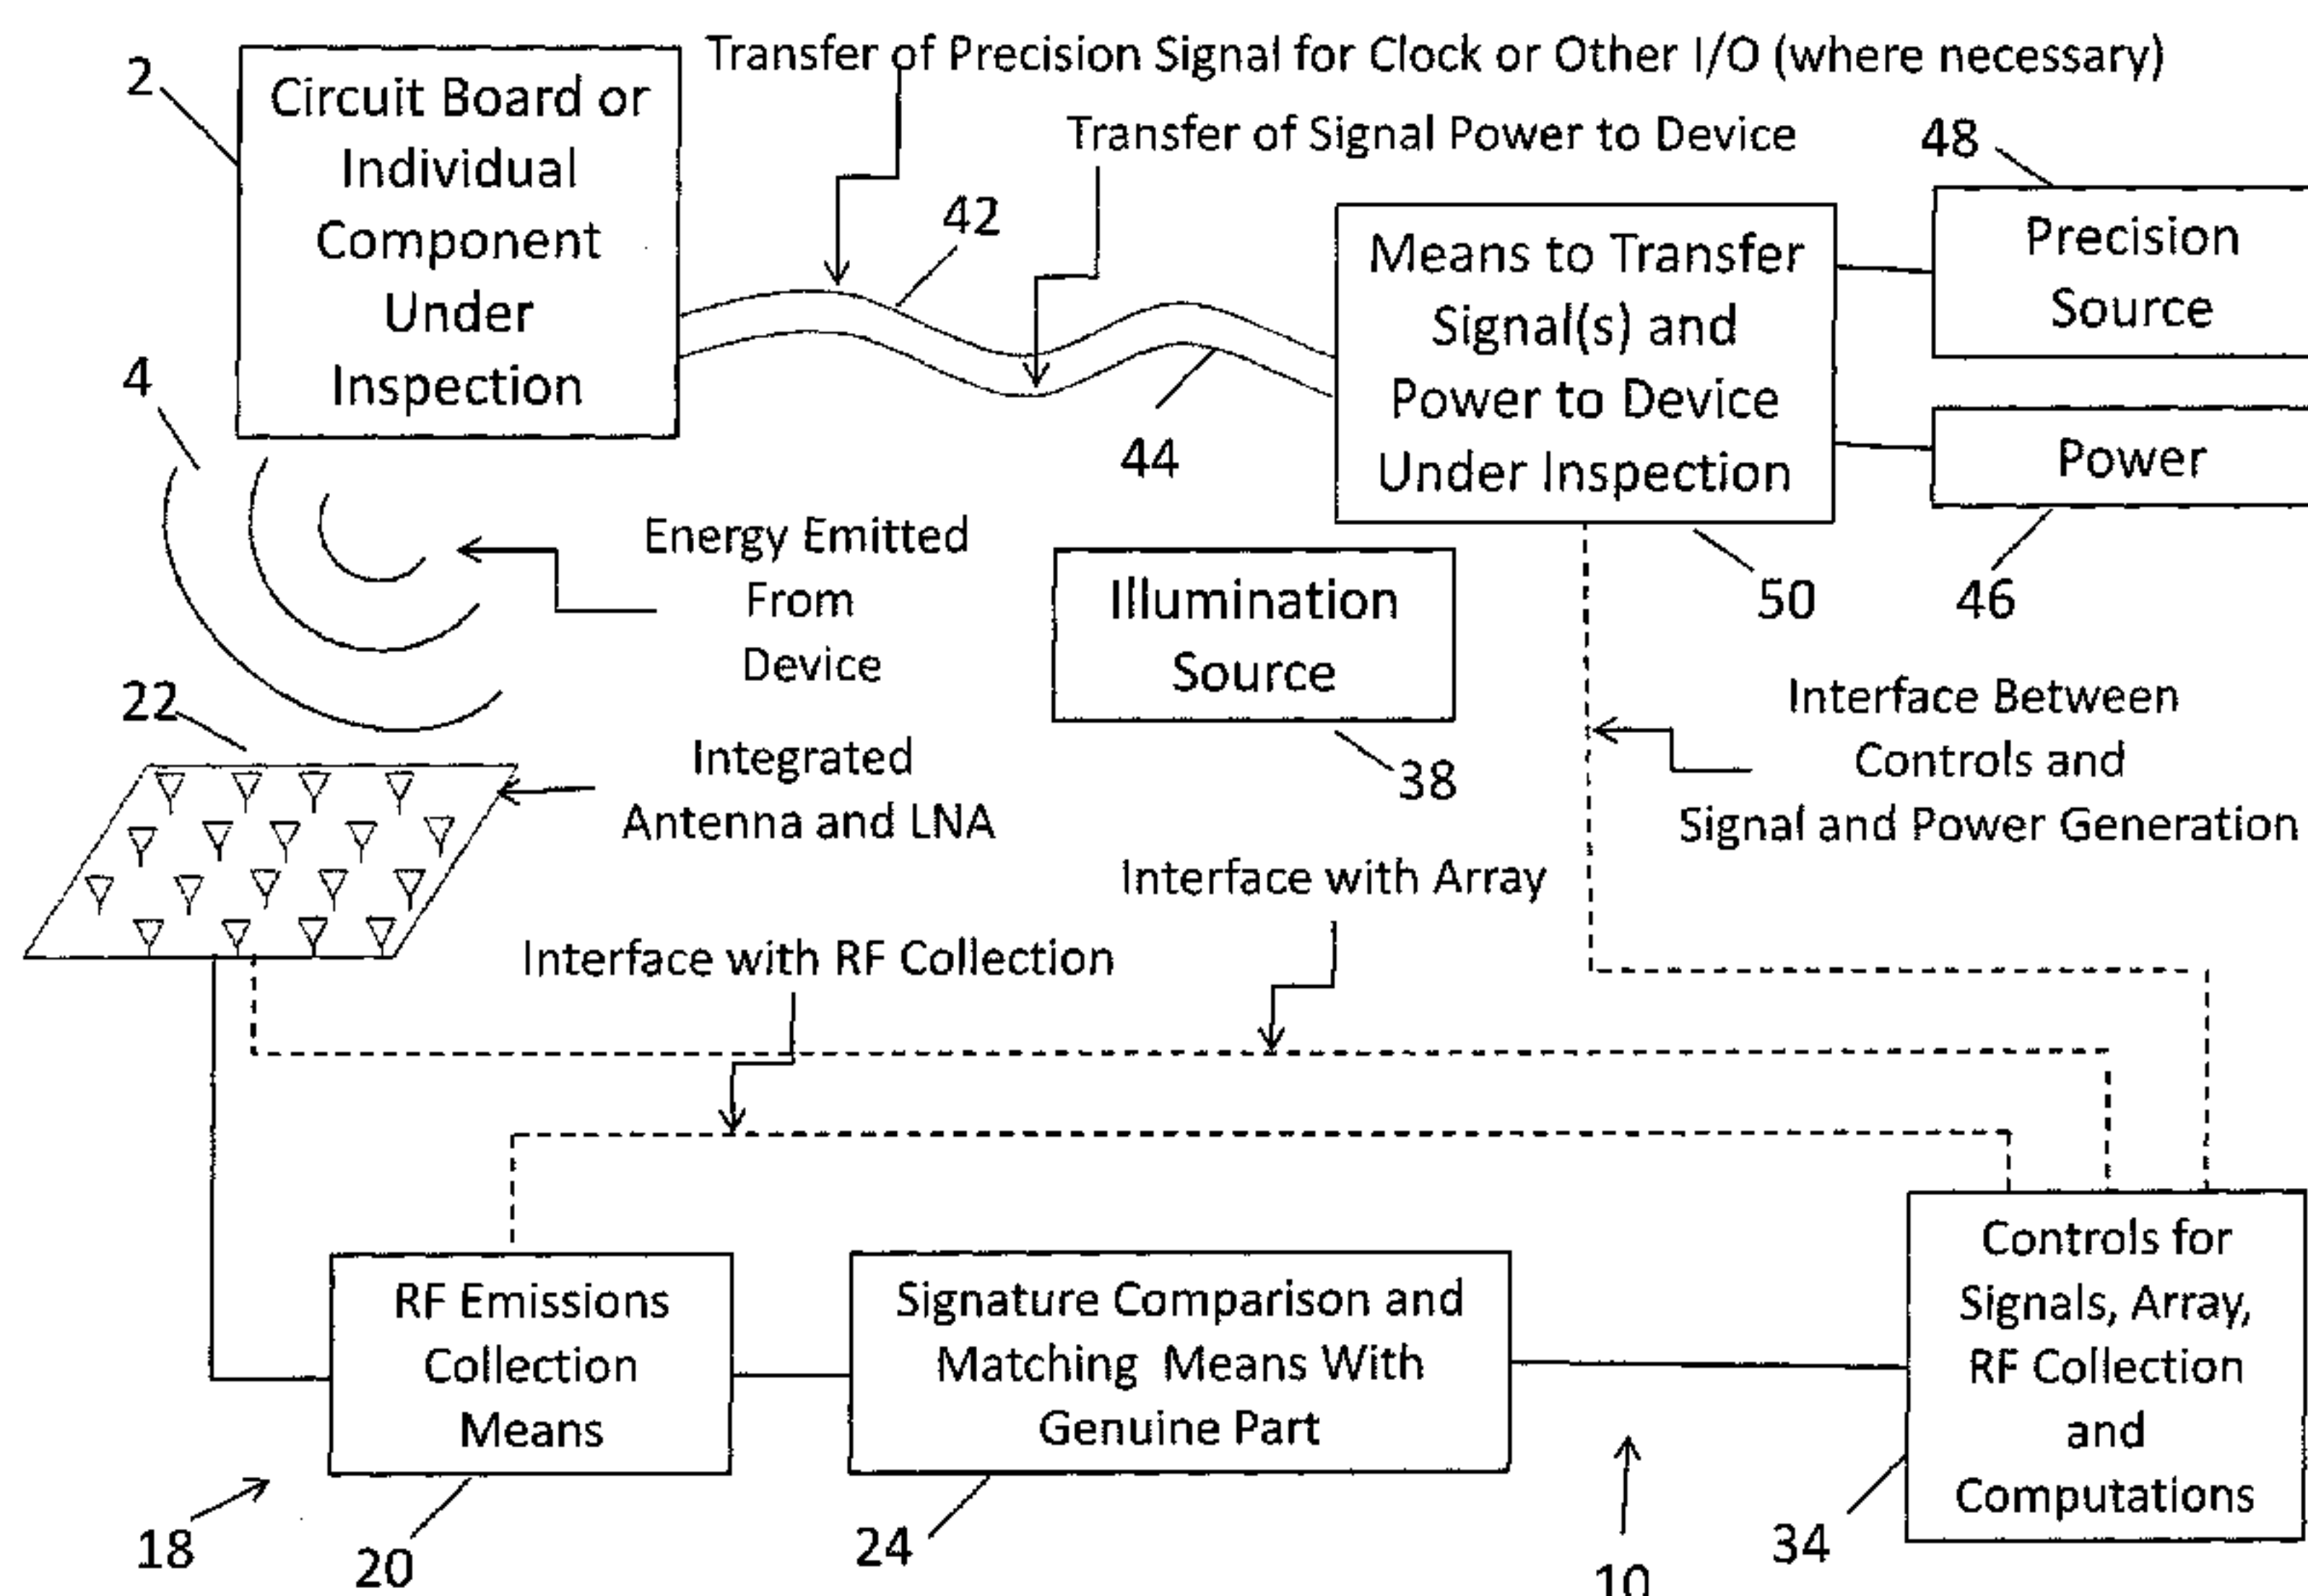 Transfer of Precision Signal for Clock or Other I/O (where necessary)
2
Circuit Board or
Individual
Component
Under
Inspection
Transfer of Signal Power to Device
48
42
Means to Transfer
Signal(s) and
Power to Device
Under Inspection
Precision
Source
4
44
Power
50
46
Energy Emitted
From
Device
Illumination
Source
38
Interface Between
Controls and
Signal and Power Generation
22
Integrated
Antenna and LNA
Interface with Array
Interface with RF Collection
RF Emissions
Collection
Means
Signature Comparison and
Matching Means With
Genuine Part
Controls for
Signals, Array,
RF Collection
and
Computations
18
20
24
10
34